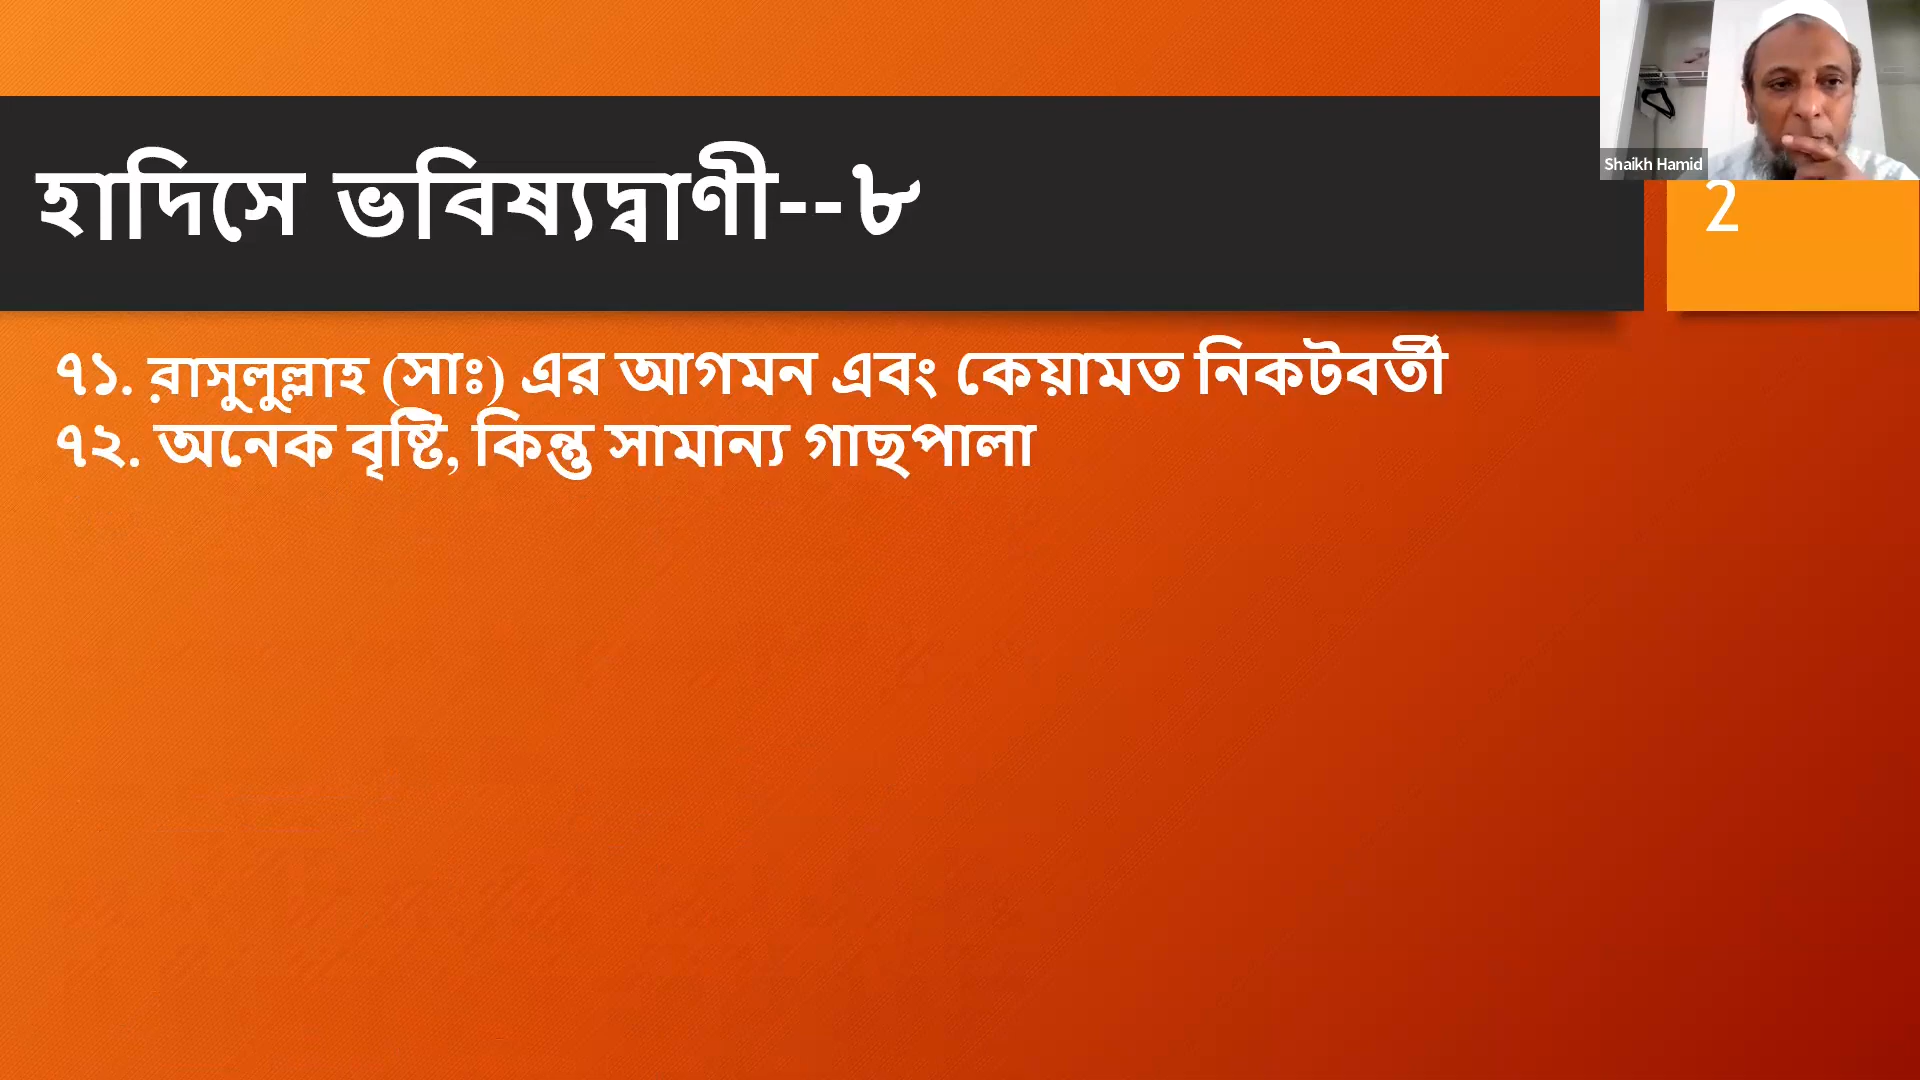 হাদিসে ভবিষ্যদ্বাণী--৮
Shaikh Hamid
2
৭১. রাসুলুল্লাহ (সাঃ) এর আগমন এবং কেয়ামত নিকটবর্তী
৭২. অনেক বৃষ্টি, কিন্তু সামান্য গাছপালা